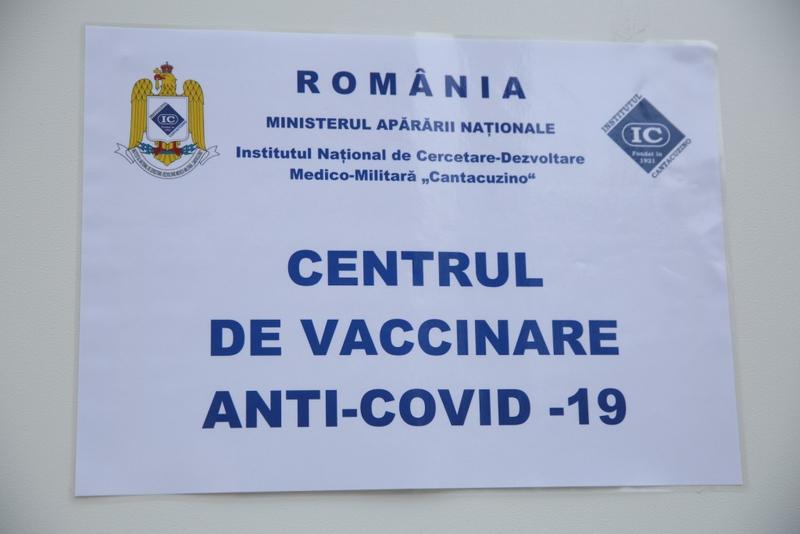 ROMÂNIA
MINISTERUL APĂRĂRII NAȚIONALE
Institutul Național de Cercetare-Dezvoltare
Medico-Militară „Cantacuzino“
IC
INSTITUTUL
IC
Fondat în
1921
CANTACUZINO
CENTRUL
DE VACCINARE
ANTI-COVID -19